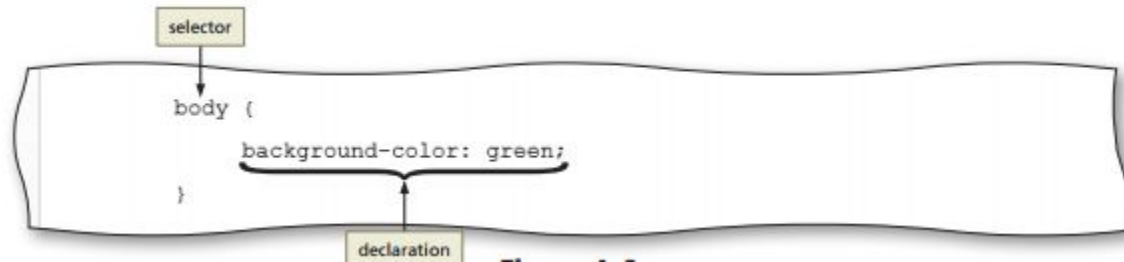 selector
body {
background-color: green;
}
declaration